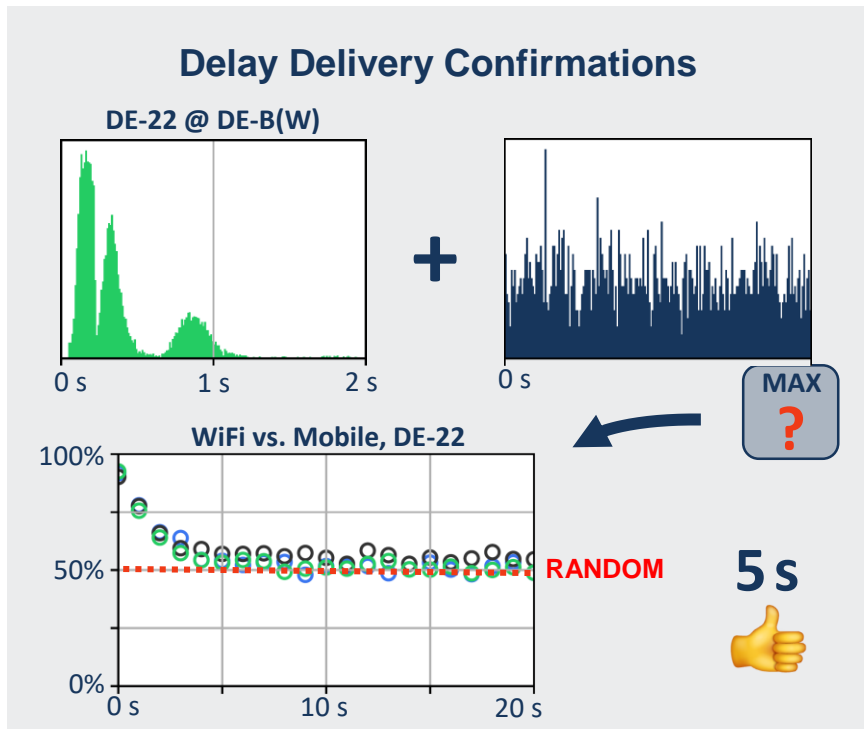 Delay Delivery Confirmations
DE-22 @ DE-B(W)
+
0 s 1 s 2 s
0 s
MAX
?
WiFi vs. Mobile, DE-22
100%
50%
0%
RANDOM
0 s 10 s 20 s
5 s